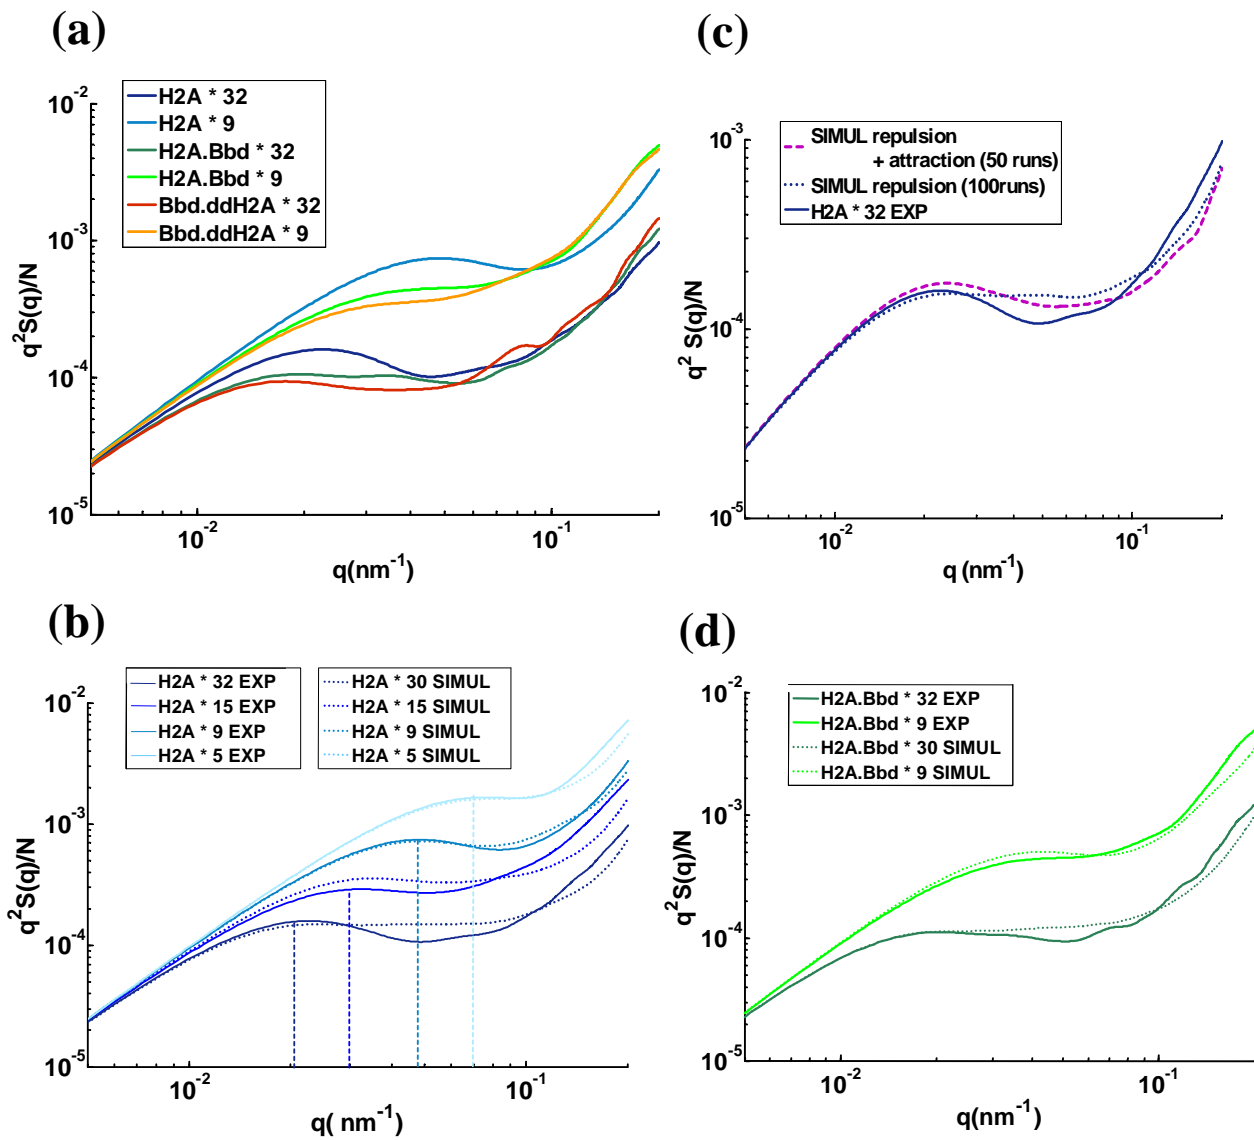 (a)
10^-2
10^-3
10^-4
10^-5
q^2S(q)/N
H2A * 32
H2A * 9
H2A.Bbd * 32
H2A.Bbd * 9
Bbd.ddH2A * 32
Bbd.ddH2A * 9
10^-2
10^-1
q(nm^-1)
(c)
10^-3
10^-4
10^-5
q^2 S(q)/N
SIMUL repulsion
+ attraction (50 runs)
SIMUL repulsion (100runs)
H2A * 32 EXP
10^-2
10^-1
q (nm^-1)
(b)
10^-2
10^-3
10^-4
10^-5
q^2S(q)/N
H2A * 32 EXP
H2A * 15 EXP
H2A * 9 EXP
H2A * 5 EXP
H2A * 30 SIMUL
H2A * 15 SIMUL
H2A * 9 SIMUL
H2A * 5 SIMUL
10^-2
10^-1
q( nm^-1)
(d)
10^-2
10^-3
10^-4
10^-5
q^2S(q)/N
H2A.Bbd * 32 EXP
H2A.Bbd * 9 EXP
H2A.Bbd * 30 SIMUL
H2A.Bbd * 9 SIMUL
10^-2
10^-1
q(nm^-1)